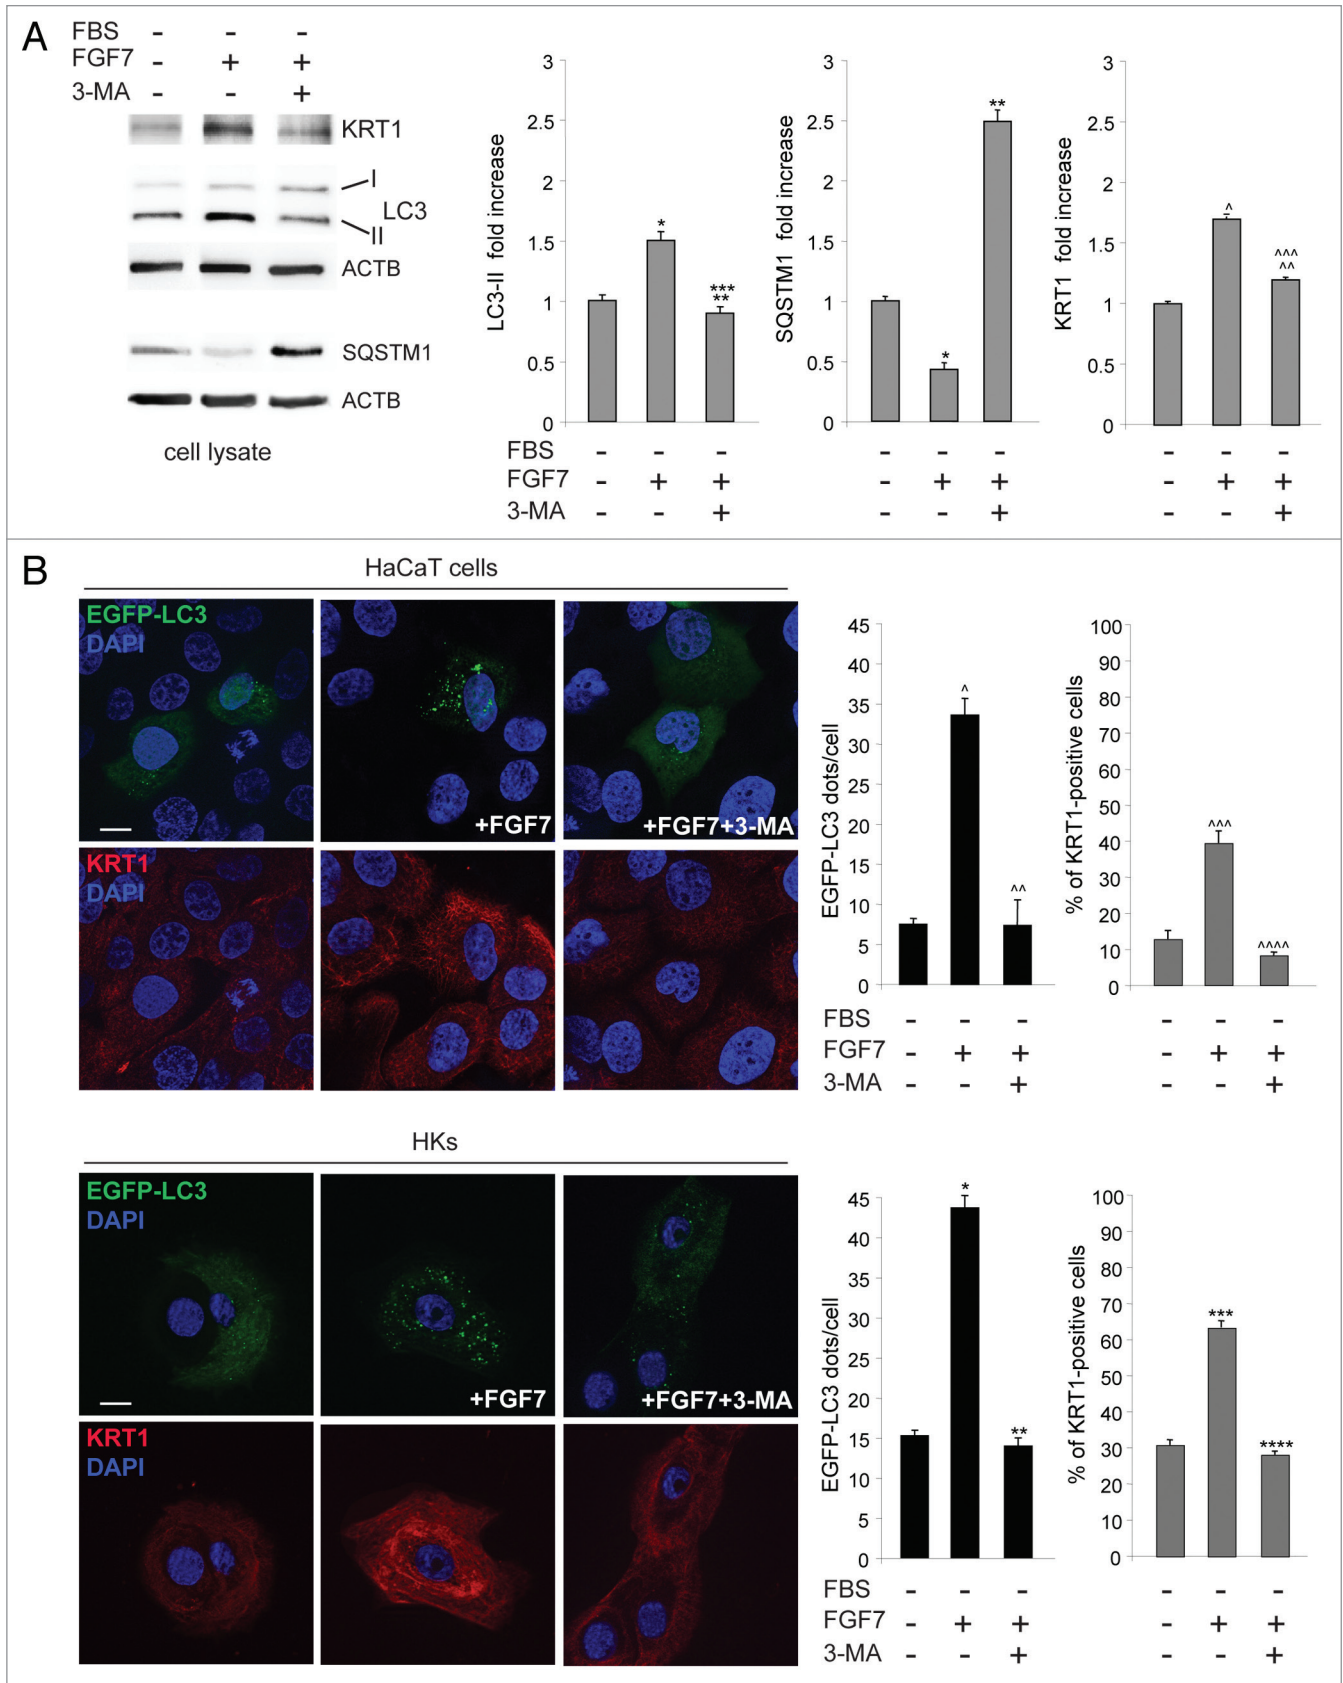 A
FBS - - -
FGF7 - + +
3-MA - - +
KRT1
I
LC3
II
ACTB
SQSTM1
ACTB
cell lysate
LC3-II fold increase
3
2.5
2
1.5
1
0.5
0
*
***
**
SQSTM1 fold increase
3
2.5
2
1.5
1
0.5
0
*
**
KRT1 fold increase
3
2.5
2
1.5
1
0.5
0
^
^^^
^^
FBS - - - - - - - - -
FGF7 - + + - + + - + +
3-MA - - + - - + - - +
B
HaCaT cells
EGFP-LC3
DAPI
+FGF7
+FGF7+3-MA
KRT1
DAPI
EGFP-LC3 dots/cell
45
40
35
30
25
20
15
10
5
0
^
^^
% of KRT1-positive cells
100
90
80
70
60
50
40
30
20
10
0
^^^
^^^^
FBS - - - - - -
FGF7 - + + - + +
3-MA - - + - - +
HKs
EGFP-LC3
DAPI
+FGF7
+FGF7+3-MA
KRT1
DAPI
EGFP-LC3 dots/cell
45
40
35
30
25
20
15
10
5
0
*
**
% of KRT1-positive cells
100
90
80
70
60
50
40
30
20
10
0
***
****
FBS - - - - - -
FGF7 - + + - + +
3-MA - - + - - +